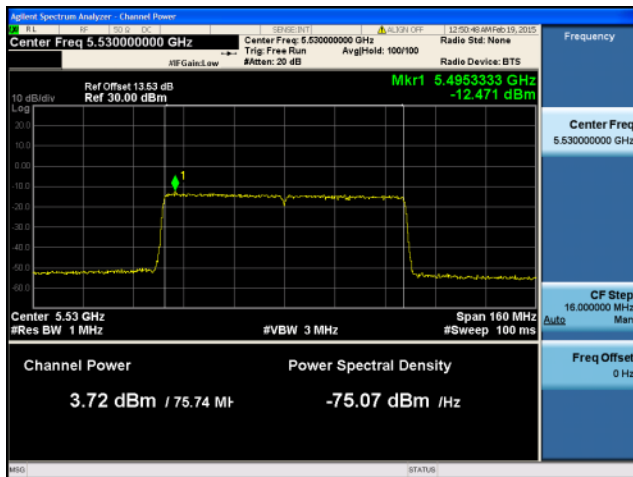 Agilent Spectrum Analyzer - Channel Power
RL RF 50 Ω DC SENSE:INT ALIGN OFF 12:50:48 AM Feb 19, 2015
Center Freq 5.530000000 GHz
Center Freq: 5.530000000 GHz Radio Std: None
Trig: Free Run Avg|Hold: 100/100
#IFGain:Low #Atten: 20 dB Radio Device: BTS
Ref Offset 13.53 dB
10 dB/div Ref 30.00 dBm
Mkr1 5.4953333 GHz
-12.471 dBm
Log
20.0
10.0
0.00
1
-10.0
-20.0
-30.0
-40.0
-50.0
-60.0
Center 5.53 GHz Span 160 MHz
#Res BW 1 MHz #VBW 3 MHz #Sweep 100 ms
Channel Power Power Spectral Density
3.72 dBm / 75.74 MH -75.07 dBm /Hz
MSG STATUS
Frequency
Center Freq
5.530000000 GHz
CF Step
16.000000 MHz
Auto Man
Freq Offset
0 Hz